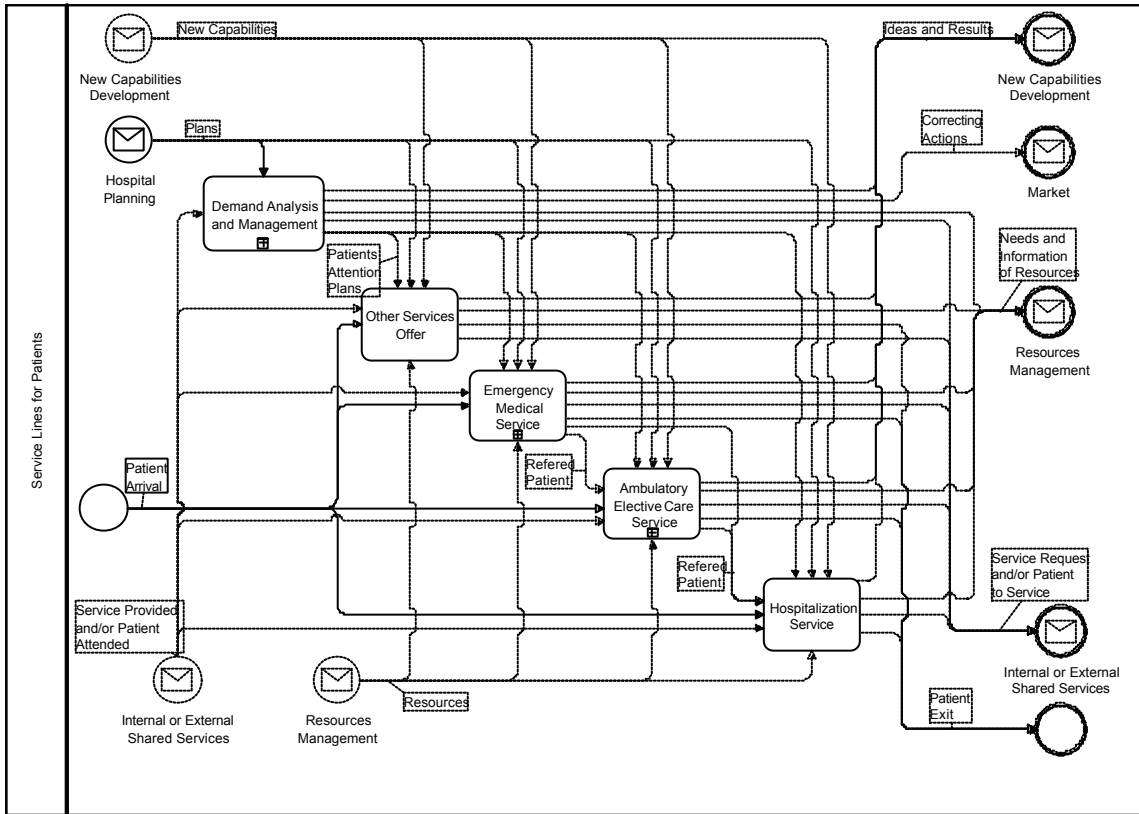 Service Lines for Patients
New Capabilities
New Capabilities
Development
Plans
Hospital
Planning
Demand Analysis
and Management
Patients
Attention
Plans
Other Services
Offer
Emergency
Medical
Service
Refered
Patient
Ambulatory
Elective Care
Service
Refered
Patient
Hospitalization
Service
Patient
Arrival
Service Provided
and/or Patient
Attended
Internal or External
Shared Services
Resources
Management
Resources
Ideas and Results
New Capabilities
Development
Correcting
Actions
Market
Needs and
Information
of Resources
Resources
Management
Service Request
and/or Patient
to Service
Internal or External
Shared Services
Patient
Exit